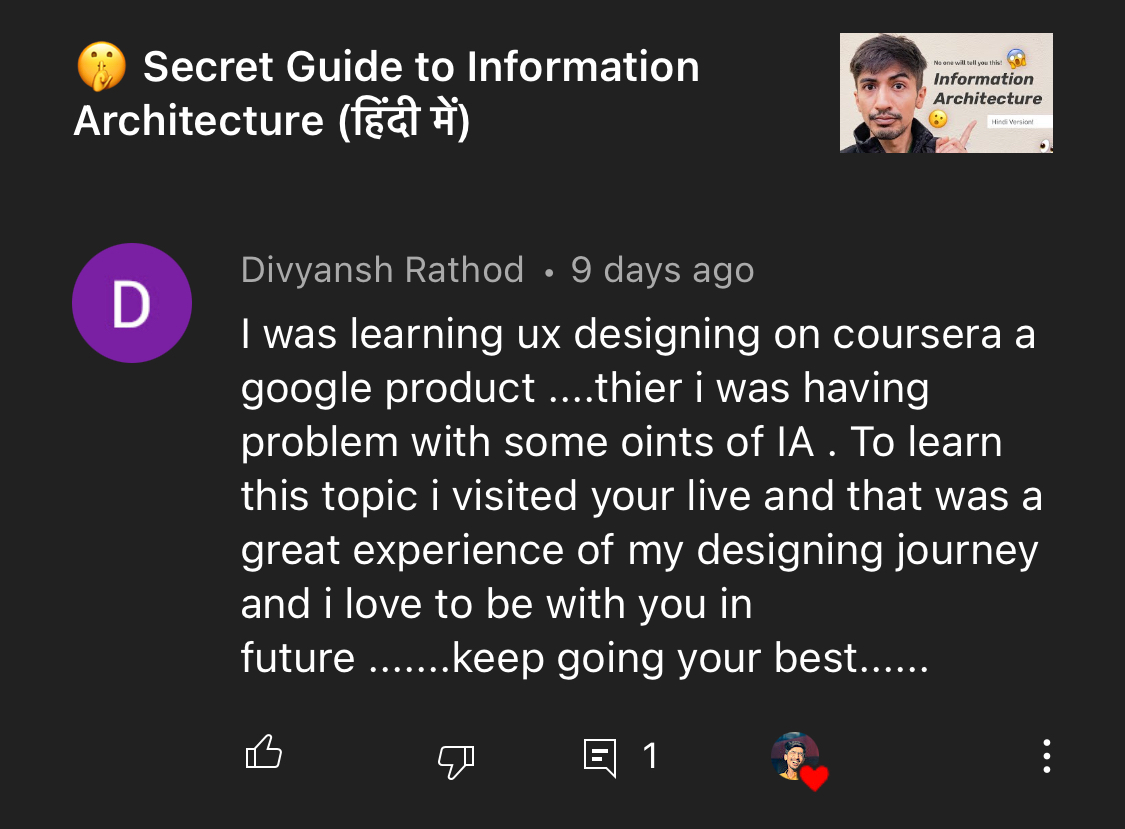 🤫 Secret Guide to Information
Architecture (हिंदी में)
No one will tell you this!
Information
Architecture
Hindi Version!
D
Divyansh Rathod • 9 days ago
I was learning ux designing on coursera a
google product ....thier i was having
problem with some oints of IA . To learn
this topic i visited your live and that was a
great experience of my designing journey
and i love to be with you in
future .......keep going your best......
1